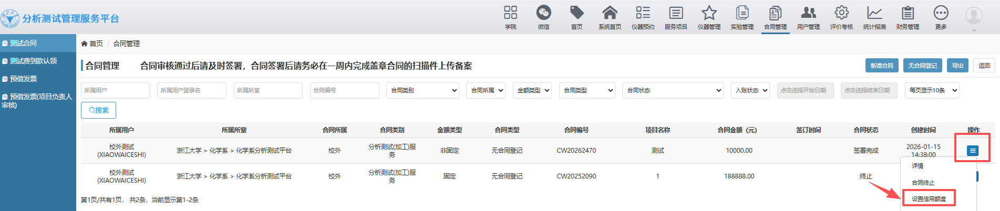 分析测试管理服务平台
学院 微信 首页 系统首页 仪器预约 服务项目 仪器管理 实验管理 合同管理 用户管理 评价考核 统计报表 财务管理 更多
测试合同
测试费到款认领
预借发票
预借发票(项目负责人
审核)
首页 / 合同管理
合同管理 合同审核通过后请及时签署，合同签署后请务必在一周内完成盖章合同的扫描件上传备案
新增合同 无合同登记 导出 返回
所属用户 所属用户登录名 所属所室 合同编号 合同类别 合同所属 金额类型 合同类型 合同状态 入账状态 点击选择开始日期 点击选择结束日期 每页显示10条
搜索
所属用户 所属所室 合同所属 合同类别 金额类型 合同类型 合同编号 项目名称 合同金额（元） 签订时间 合同状态 创建时间 操作
校外测试
(XIAOWAICESHI) 浙江大学 > 化学系 > 化学系分析测试平台 校外 分析测试(加工)服
务 非固定 无合同登记 CW20262470 测试 10000.00 签署完成 2026-01-15
14:38:00
校外测试
(XIAOWAICESHI) 浙江大学 > 化学系 > 化学系分析测试平台 校外 分析测试(加工)服
务 固定 无合同登记 CW20252090 1 188888.00 终止
详情
合同终止
设置信用额度
第1页/共有1页， 共2条，当前显示第1-2条